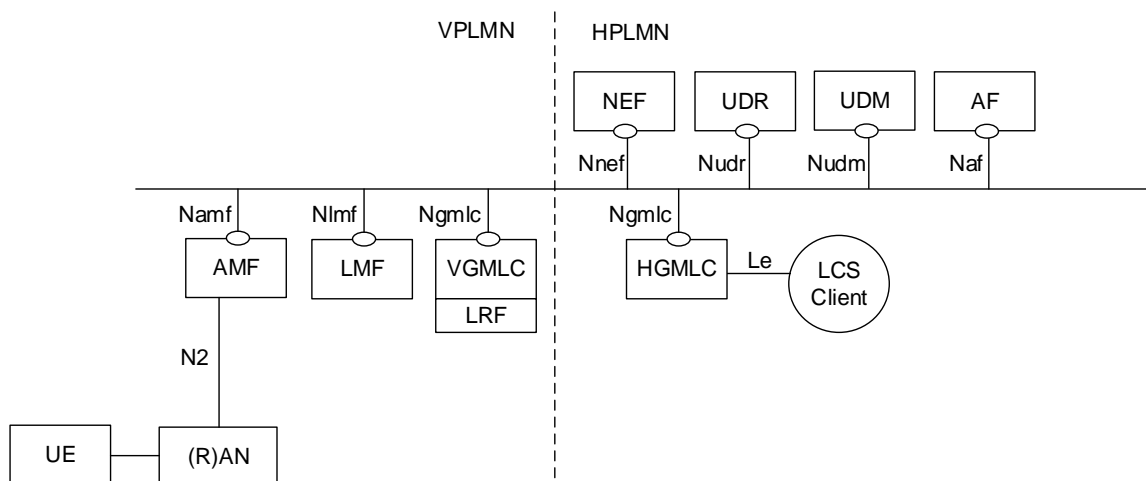 VPLMN
HPLMN
NEF
UDR
UDM
AF
Nnef
Nudr
Nudm
Naf
Namf
Nlmf
Ngmlc
Ngmlc
AMF
LMF
VGMLC
HGMLC
Le
LCS
Client
LRF
N2
UE
(R)AN